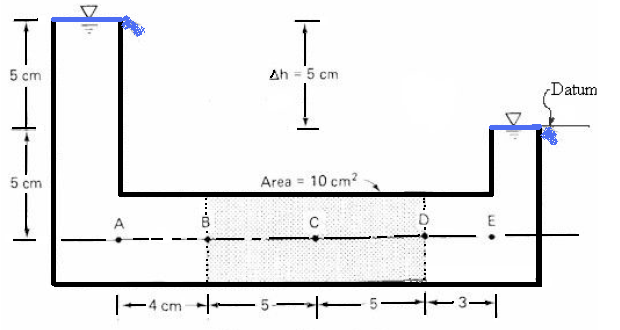 5 cm
Δh = 5 cm
Datum
5 cm
Area = 10 cm²
A B C D E
4 cm 5 5 3